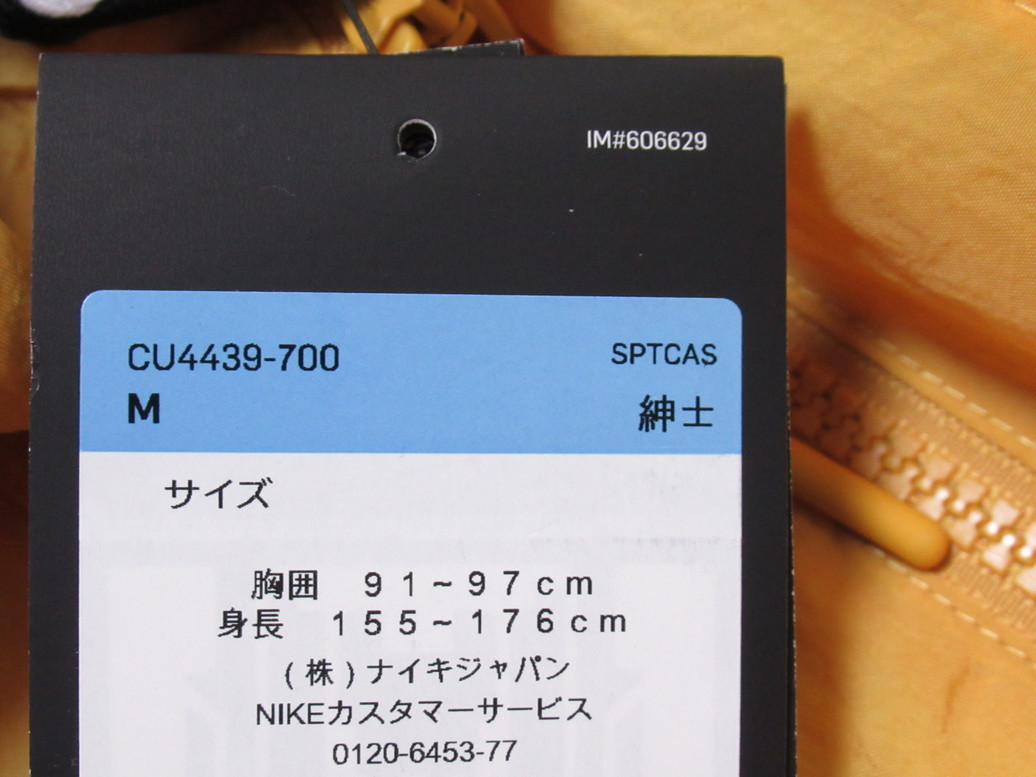 IM#606629
CU4439-700 SPTCAS
M 紳士
サイズ
胸囲 91~97cm
身長 155~176cm
(株)ナイキジャパン
NIKEカスタマーサービス
0120-6453-77